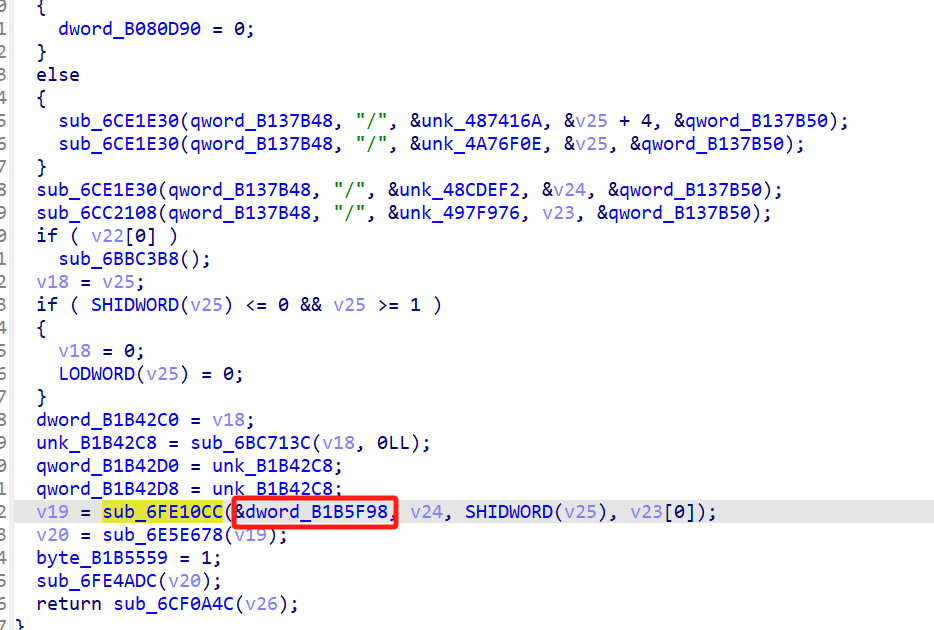 0 {
1 dword_B080D90 = 0;
2 }
3 else
4 {
5 sub_6CE1E30(qword_B137B48, "/", &unk_487416A, &v25 + 4, &qword_B137B50);
6 sub_6CE1E30(qword_B137B48, "/", &unk_4A76F0E, &v25, &qword_B137B50);
7 }
8 sub_6CE1E30(qword_B137B48, "/", &unk_48CDEF2, &v24, &qword_B137B50);
9 sub_6CC2108(qword_B137B48, "/", &unk_497F976, v23, &qword_B137B50);
0 if ( v22[0] )
1 sub_6BBC3B8();
2 v18 = v25;
3 if ( SHIDWORD(v25) <= 0 && v25 >= 1 )
4 {
5 v18 = 0;
6 LODWORD(v25) = 0;
7 }
8 dword_B1B42C0 = v18;
9 unk_B1B42C8 = sub_6BC713C(v18, 0LL);
0 qword_B1B42D0 = unk_B1B42C8;
1 qword_B1B42D8 = unk_B1B42C8;
2 v19 = sub_6FE10CC(&dword_B1B5F98, v24, SHIDWORD(v25), v23[0]);
3 v20 = sub_6E5E678(v19);
4 byte_B1B5559 = 1;
5 sub_6FE4ADC(v20);
6 return sub_6CF0A4C(v26);
7 }